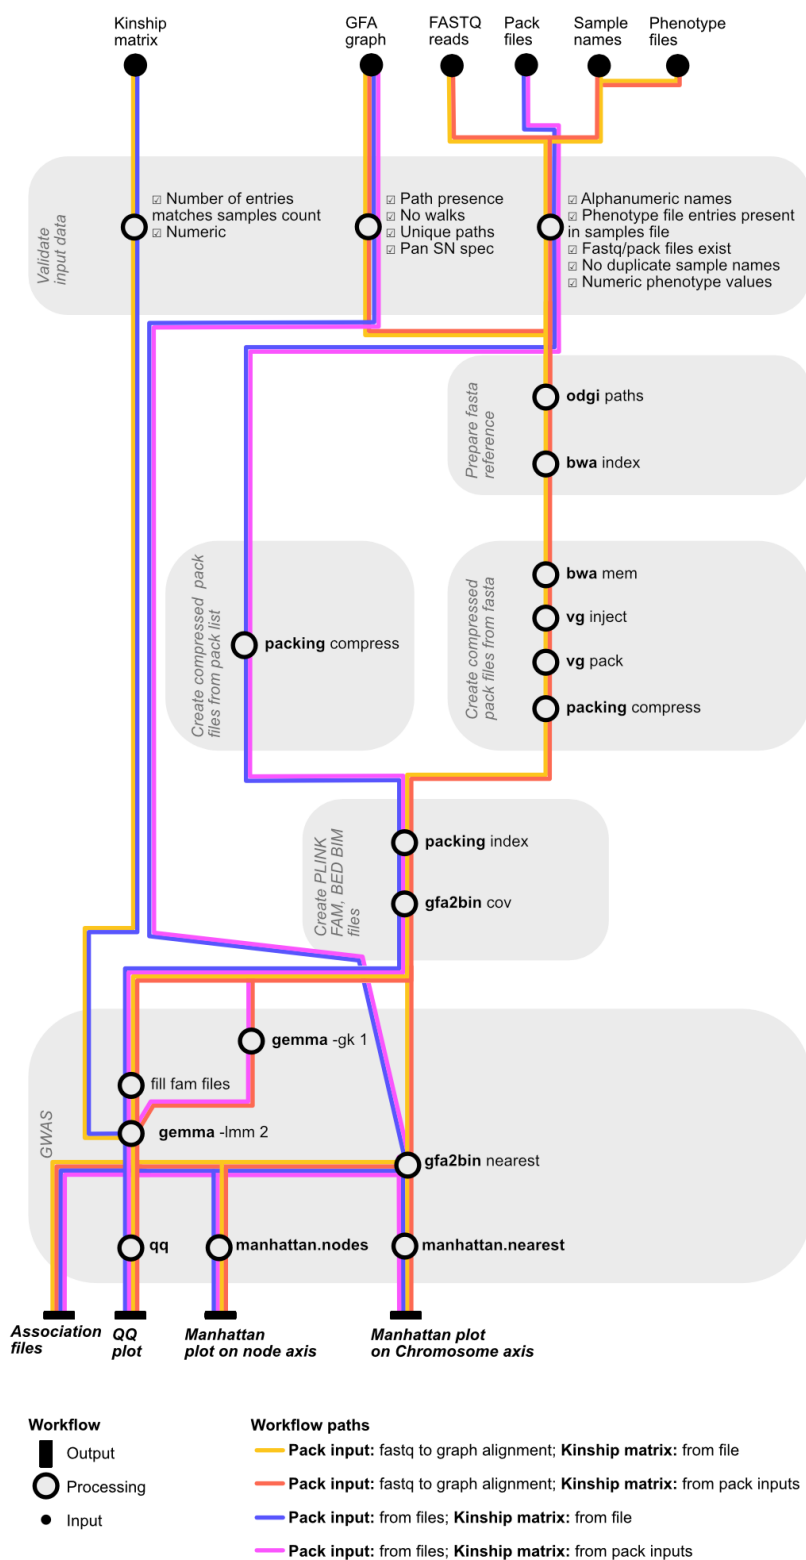 Kinship
matrix
GFA
graph
FASTQ
reads
Pack
files
Sample
names
Phenotype
files
Validate
input data
☑ Number of entries
matches samples count
☑ Numeric
☑ Path presence
☑ No walks
☑ Unique paths
☑ Pan SN spec
☑ Alphanumeric names
☑ Phenotype file entries present
in samples file
☑ Fastq/pack files exist
☑ No duplicate sample names
☑ Numeric phenotype values
Prepare fasta
reference
odgi paths
bwa index
Create compressed pack
files from pack list
packing compress
Create compressed
pack files from fasta
bwa mem
vg inject
vg pack
packing compress
Create PLINK
FAM, BED BIM
files
packing index
gfa2bin cov
GWAS
gemma -gk 1
fill fam files
gemma -lmm 2
gfa2bin nearest
qq
manhattan.nodes
manhattan.nearest
Association
files
QQ
plot
Manhattan
plot on node axis
Manhattan plot
on Chromosome axis
Workflow
Output
Processing
Input
Workflow paths
Pack input: fastq to graph alignment; Kinship matrix: from file
Pack input: fastq to graph alignment; Kinship matrix: from pack inputs
Pack input: from files; Kinship matrix: from file
Pack input: from files; Kinship matrix: from pack inputs